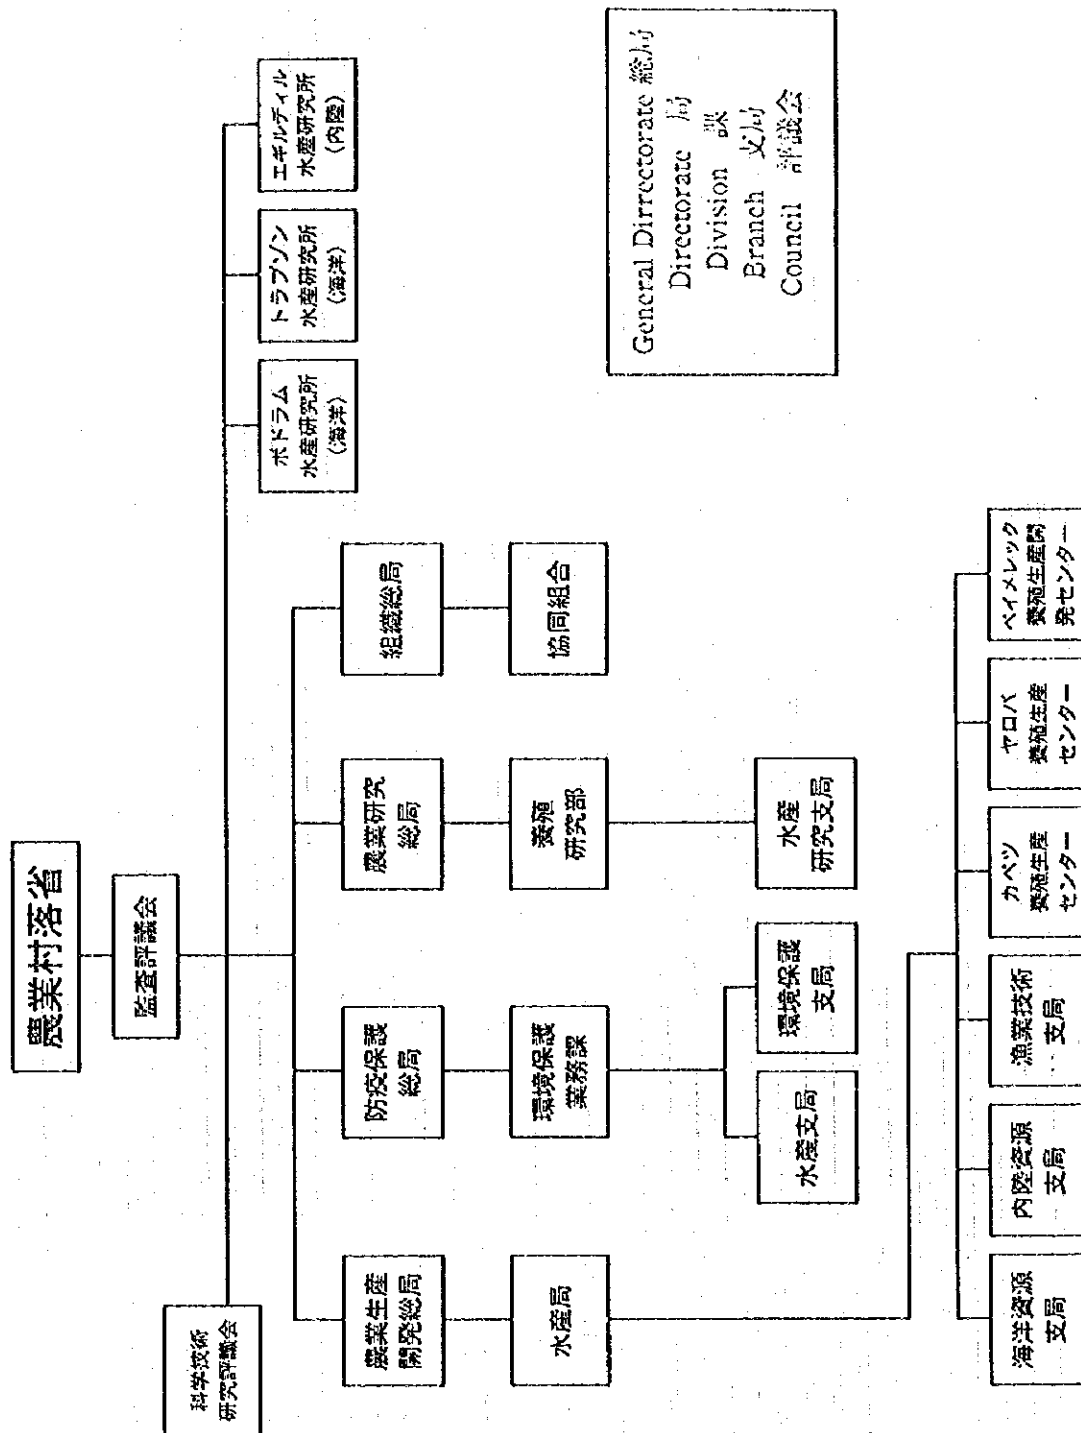 農業村落省
監査評議会
科学技術
研究評議会
ボドラム
水産研究所
(海洋)
トラブゾン
水産研究所
(海洋)
エギルディル
水産研究所
(内陸)
農業生産
開発総局
防疫保護
総局
農業研究
総局
組織総局
水産局
環境保護
業務課
養殖
研究部
協同組合
水産支局
環境保護
支局
水産
研究支局
海洋資源
支局
内陸資源
支局
漁業技術
支局
カペツ
養殖生産
センター
ヤロバ
養殖生産
センター
ベイメレック
養殖生産開
発センター
General Dirrectorate 総局
Directorate 局
Division 課
Branch 支局
Council 評議会